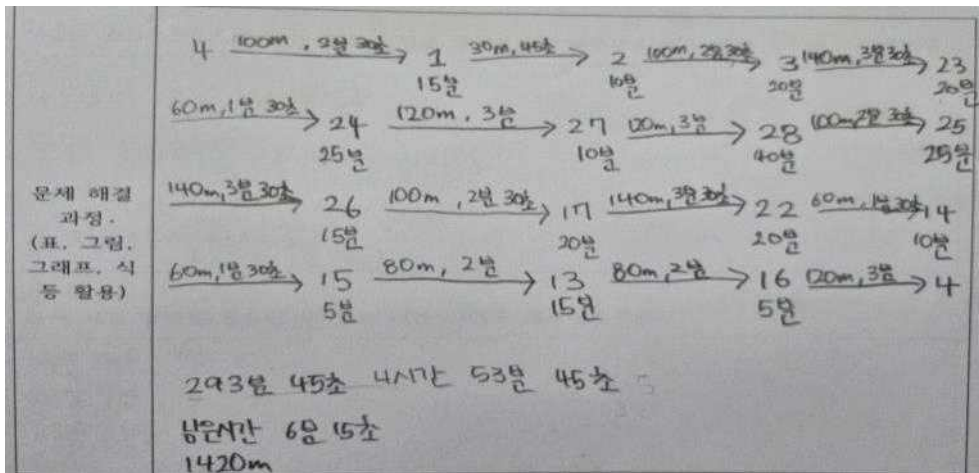 4 100m, 2분 30초 1 30m, 45초 2 100m, 2분 30초 3 140m, 3분 30초 23
15분 10분 20분 20분
60m, 1분 30초 24 120m, 3분 27 120m, 3분 28 100m, 2분 30초 25
25분 10분 40분 25분
문제 해결
과정.
(표, 그림,
그래프, 식
등 활용)
140m, 3분 30초 26 100m, 2분 30초 17 140m, 3분 30초 22 60m, 1분 30초 14
15분 20분 20분 10분
60m, 1분 30초 15 80m, 2분 13 80m, 2분 16 120m, 3분 4
5분 15분 5분
293분 45초 4시간 53분 45초
남은시간 6분 15초
1420m